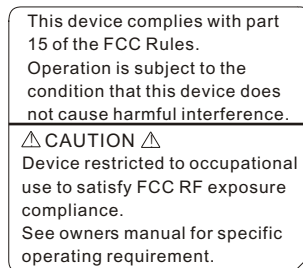 This device complies with part
15 of the FCC Rules.
Operation is subject to the
condition that this device does
not cause harmful interference.
⚠ CAUTION ⚠
Device restricted to occupational
use to satisfy FCC RF exposure
compliance.
See owners manual for specific
operating requirement.